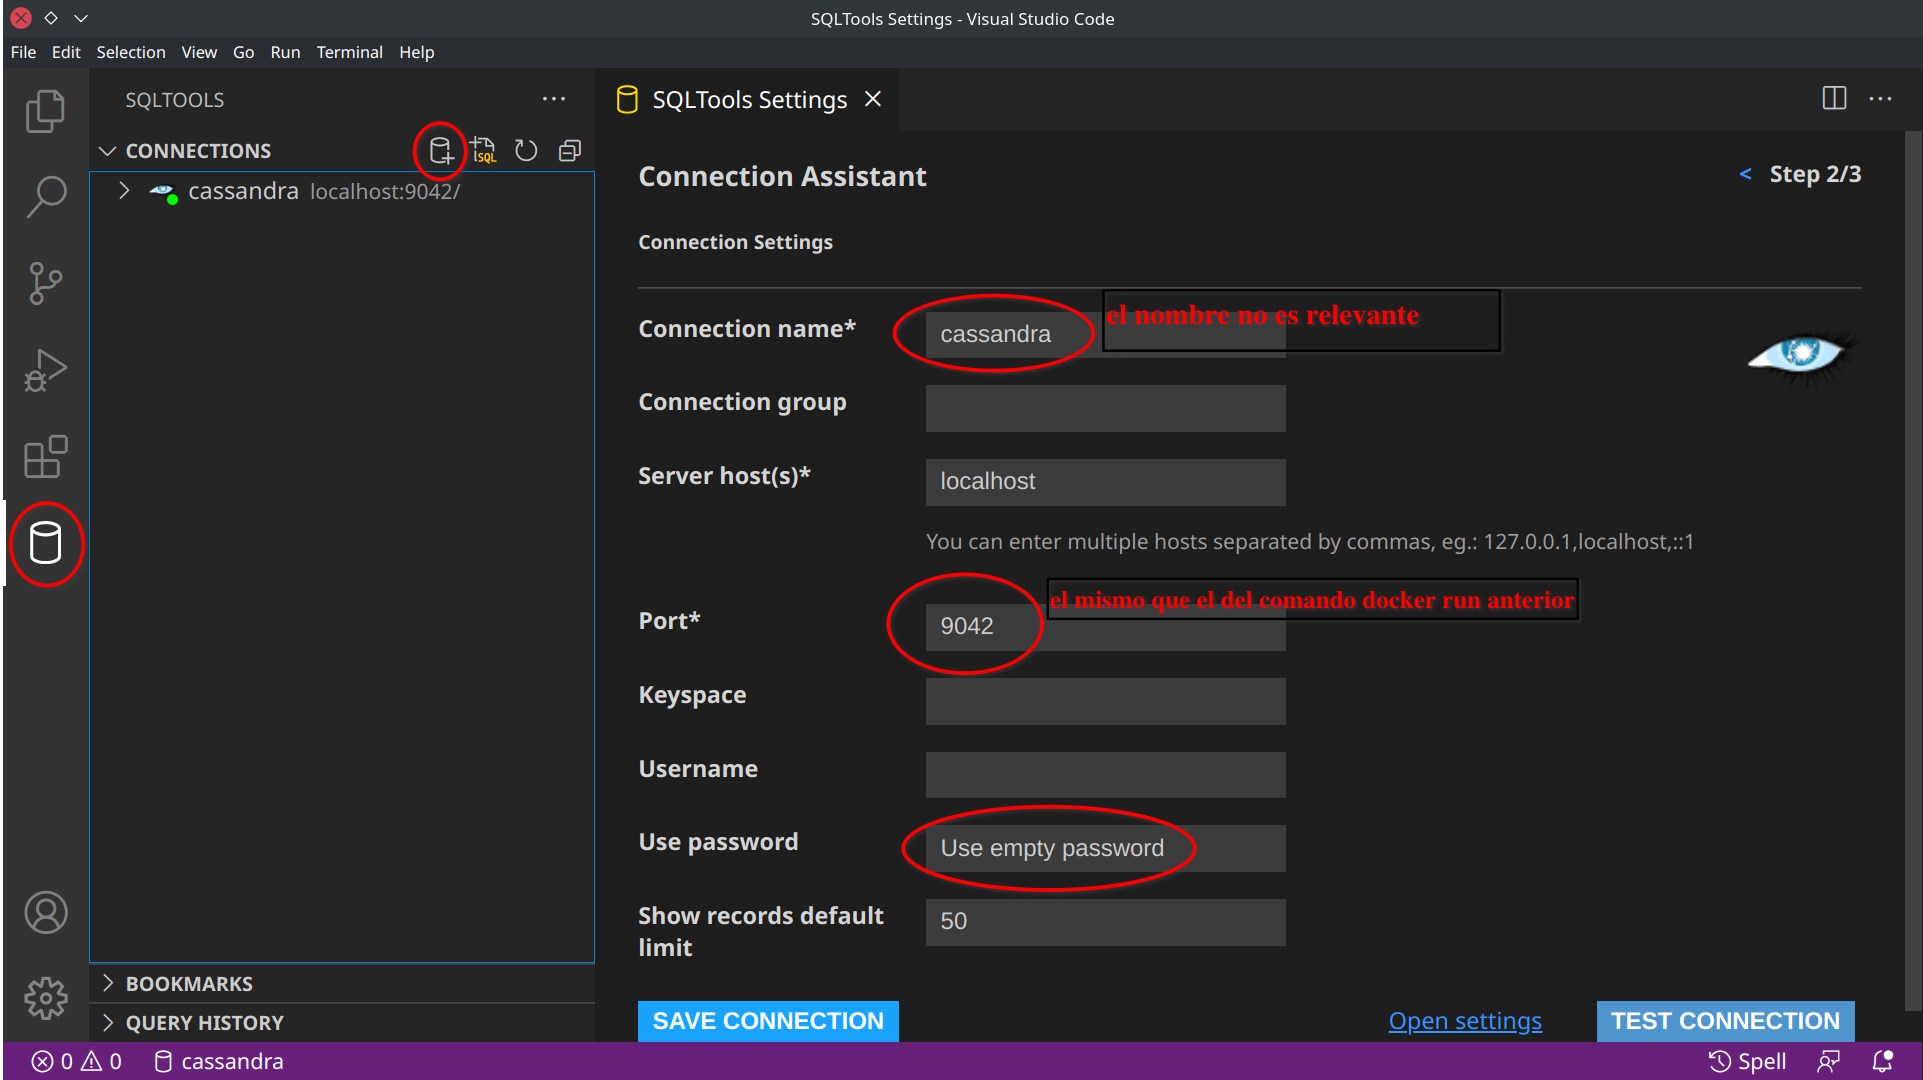 SQLTools Settings - Visual Studio Code
File Edit Selection View Go Run Terminal Help
SQLTOOLS
SQLTools Settings
CONNECTIONS
SQL
cassandra localhost:9042/
Connection Assistant
< Step 2/3
Connection Settings
Connection name*
cassandra
el nombre no es relevante
Connection group
Server host(s)*
localhost
You can enter multiple hosts separated by commas, eg.: 127.0.0.1,localhost,::1
Port*
9042
el mismo que el del comando docker run anterior
Keyspace
Username
Use password
Use empty password
Show records default
limit
50
BOOKMARKS
QUERY HISTORY
SAVE CONNECTION
Open settings
TEST CONNECTION
0 0 cassandra
Spell